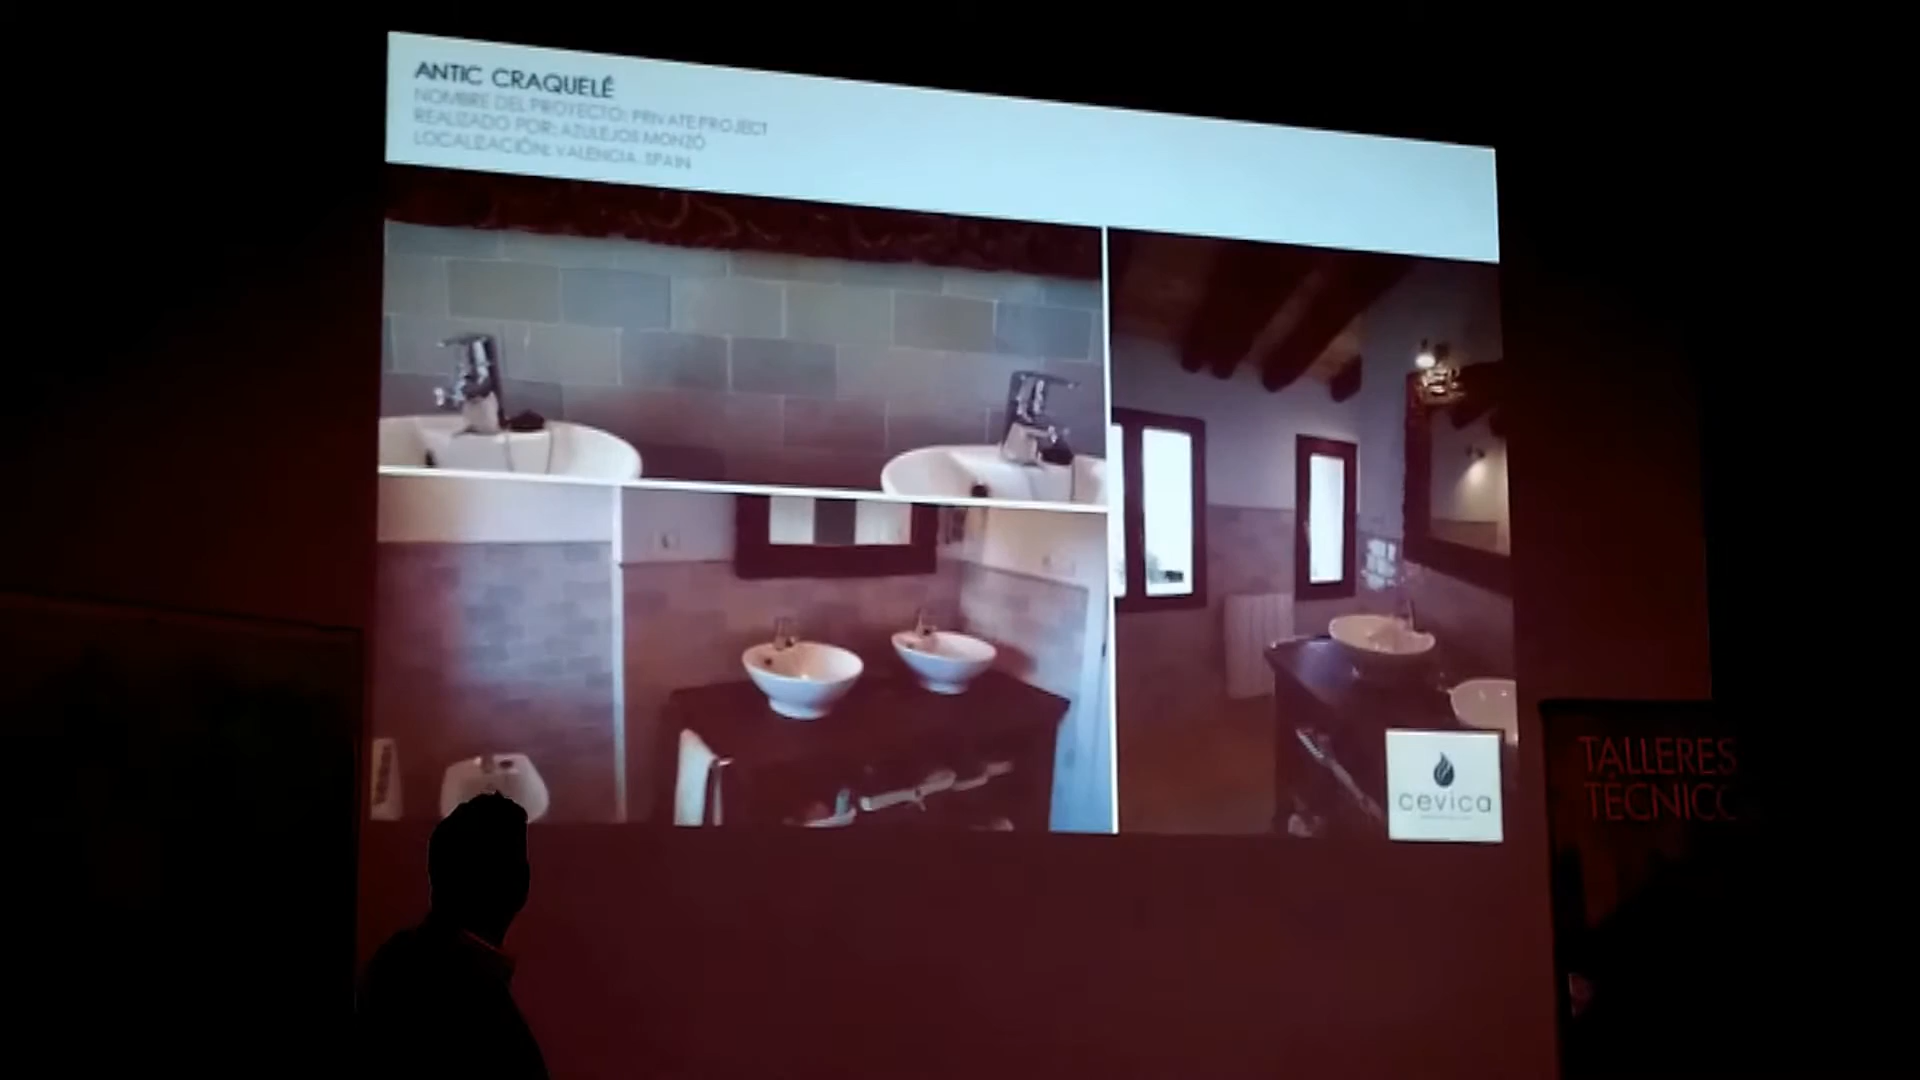 ANTIC CRAQUELÉ
NOMBRE DEL PROYECTO: PRIVATE PROJECT
REALIZADO POR: AZULEJOS MONZÓ
LOCALIZACIÓN: VALENCIA. SPAIN
cevica
TALLERES
TÉCNICO